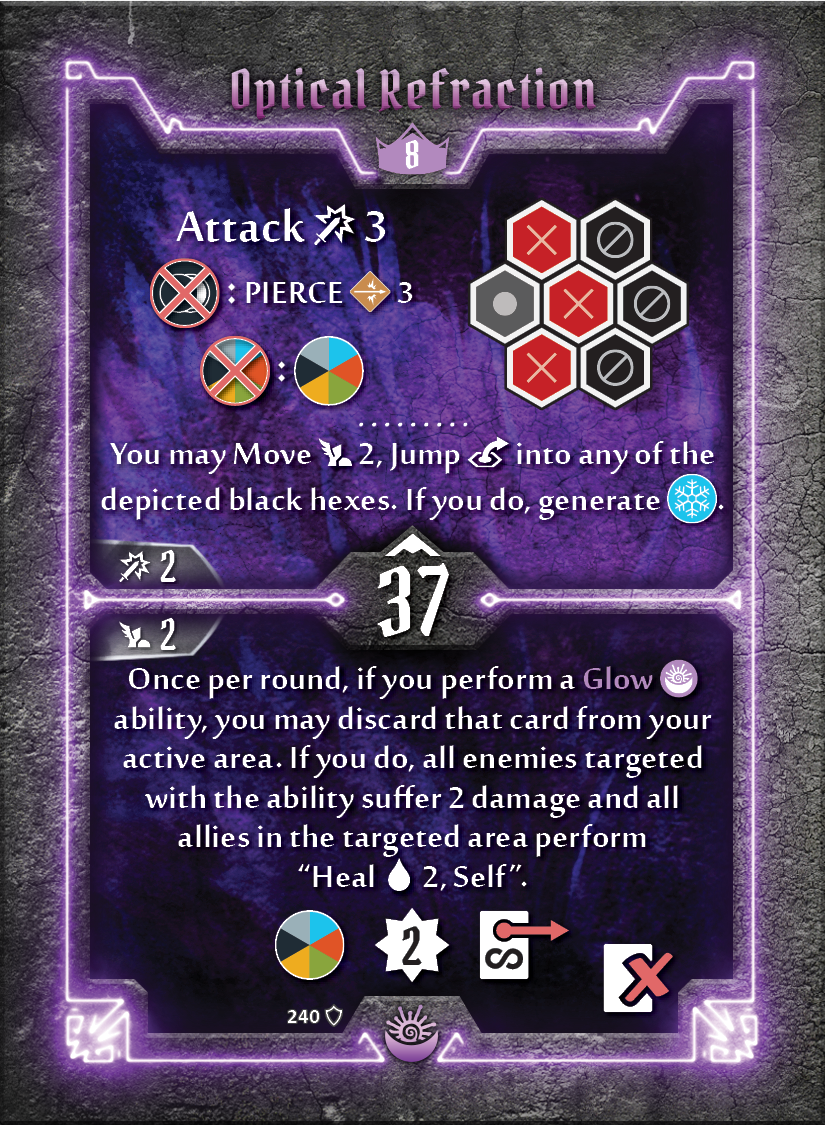 Optical Refraction
8
Attack 3
: PIERCE 3
:
.........
You may Move 2, Jump into any of the
depicted black hexes. If you do, generate .
2
37
2
Once per round, if you perform a Glow
ability, you may discard that card from your
active area. If you do, all enemies targeted
with the ability suffer 2 damage and all
allies in the targeted area perform
“Heal 2, Self”.
2
240